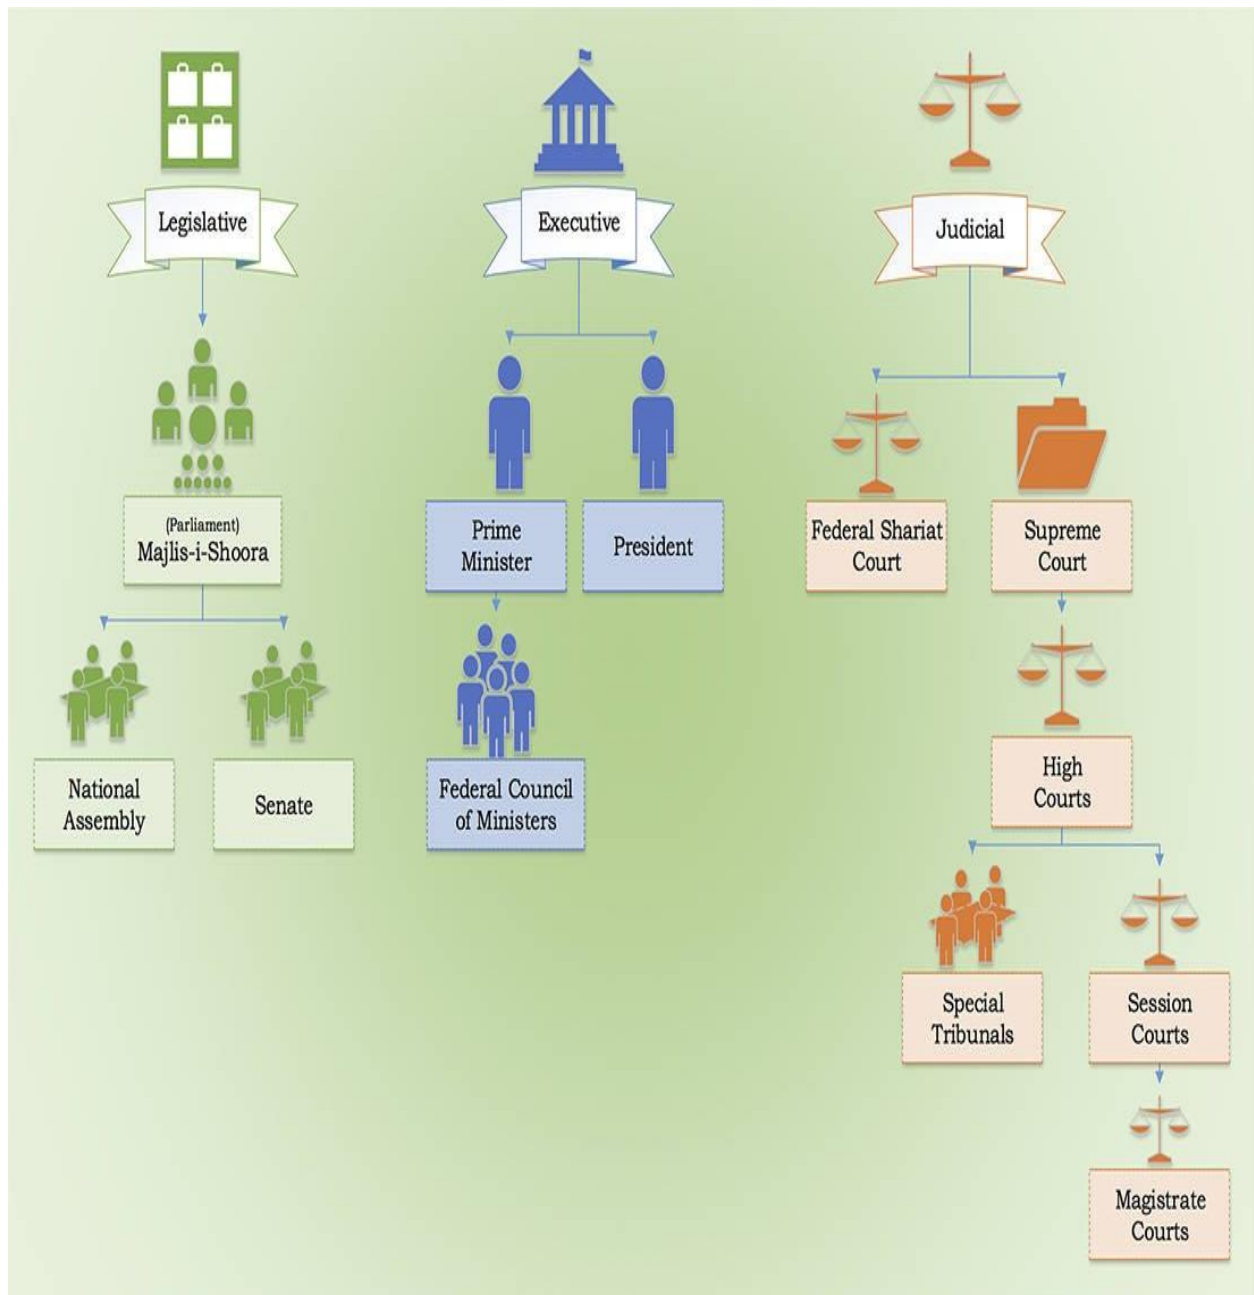 Legislative
Executive
Judicial
(Parliament)
Majlis-i-Shoora
Prime
Minister
President
Federal Shariat
Court
Supreme
Court
National
Assembly
Senate
Federal Council
of Ministers
High
Courts
Special
Tribunals
Session
Courts
Magistrate
Courts